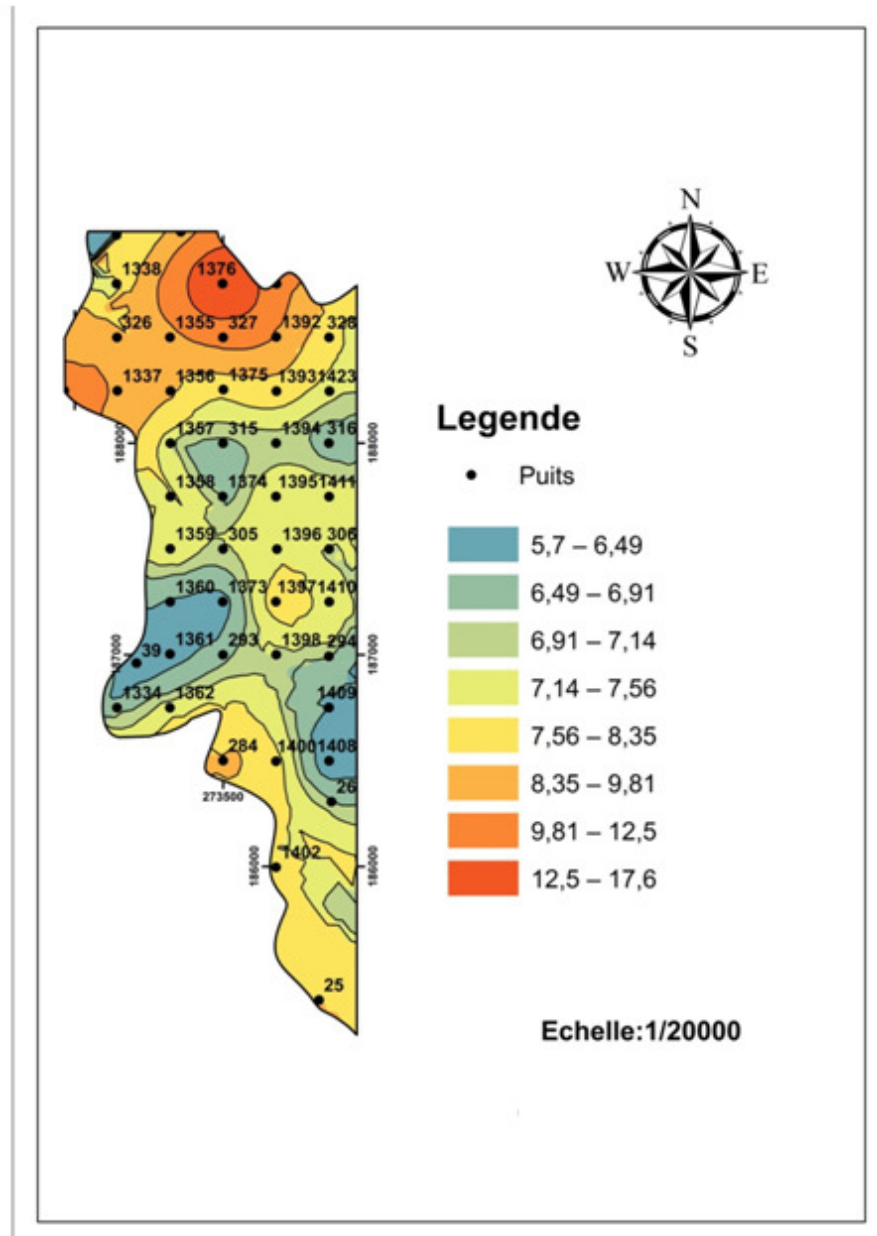 N
W E
S
1338 1376
326 1355 327 1392 328
1337 1356 1375 1393 1423
Legende
1357 315 1394 316
188000 188000
Puits
1358 1374 1395 1411
1359 305 1396 306
5,7 – 6,49
1360 1373 1397 1410
6,49 – 6,91
39 1361 293 1398 294
187000 187000
6,91 – 7,14
1334 1362 1409
7,14 – 7,56
284 1400 1408
7,56 – 8,35
273500 26
8,35 – 9,81
9,81 – 12,5
1402
186000 186000
12,5 – 17,6
25
Echelle:1/20000